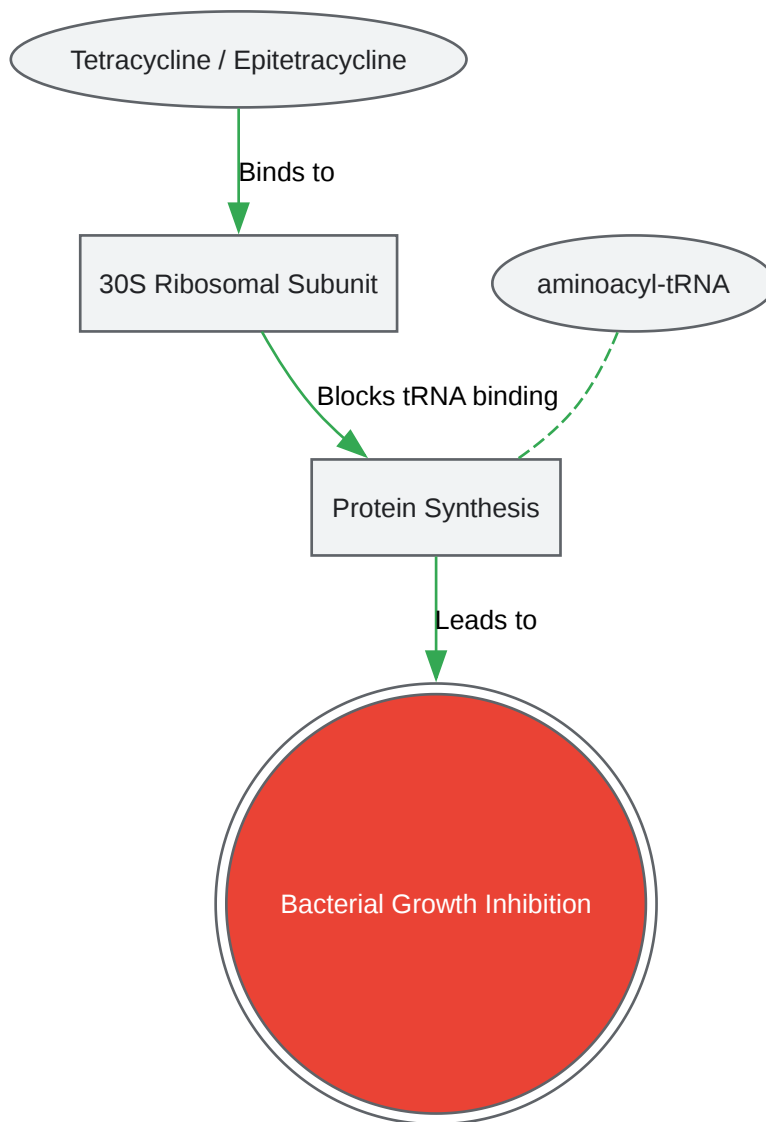 Tetracycline / Epitetracycline
Binds to
30S Ribosomal Subunit
aminoacyl-tRNA
Blocks tRNA binding
Protein Synthesis
Leads to
Bacterial Growth Inhibition